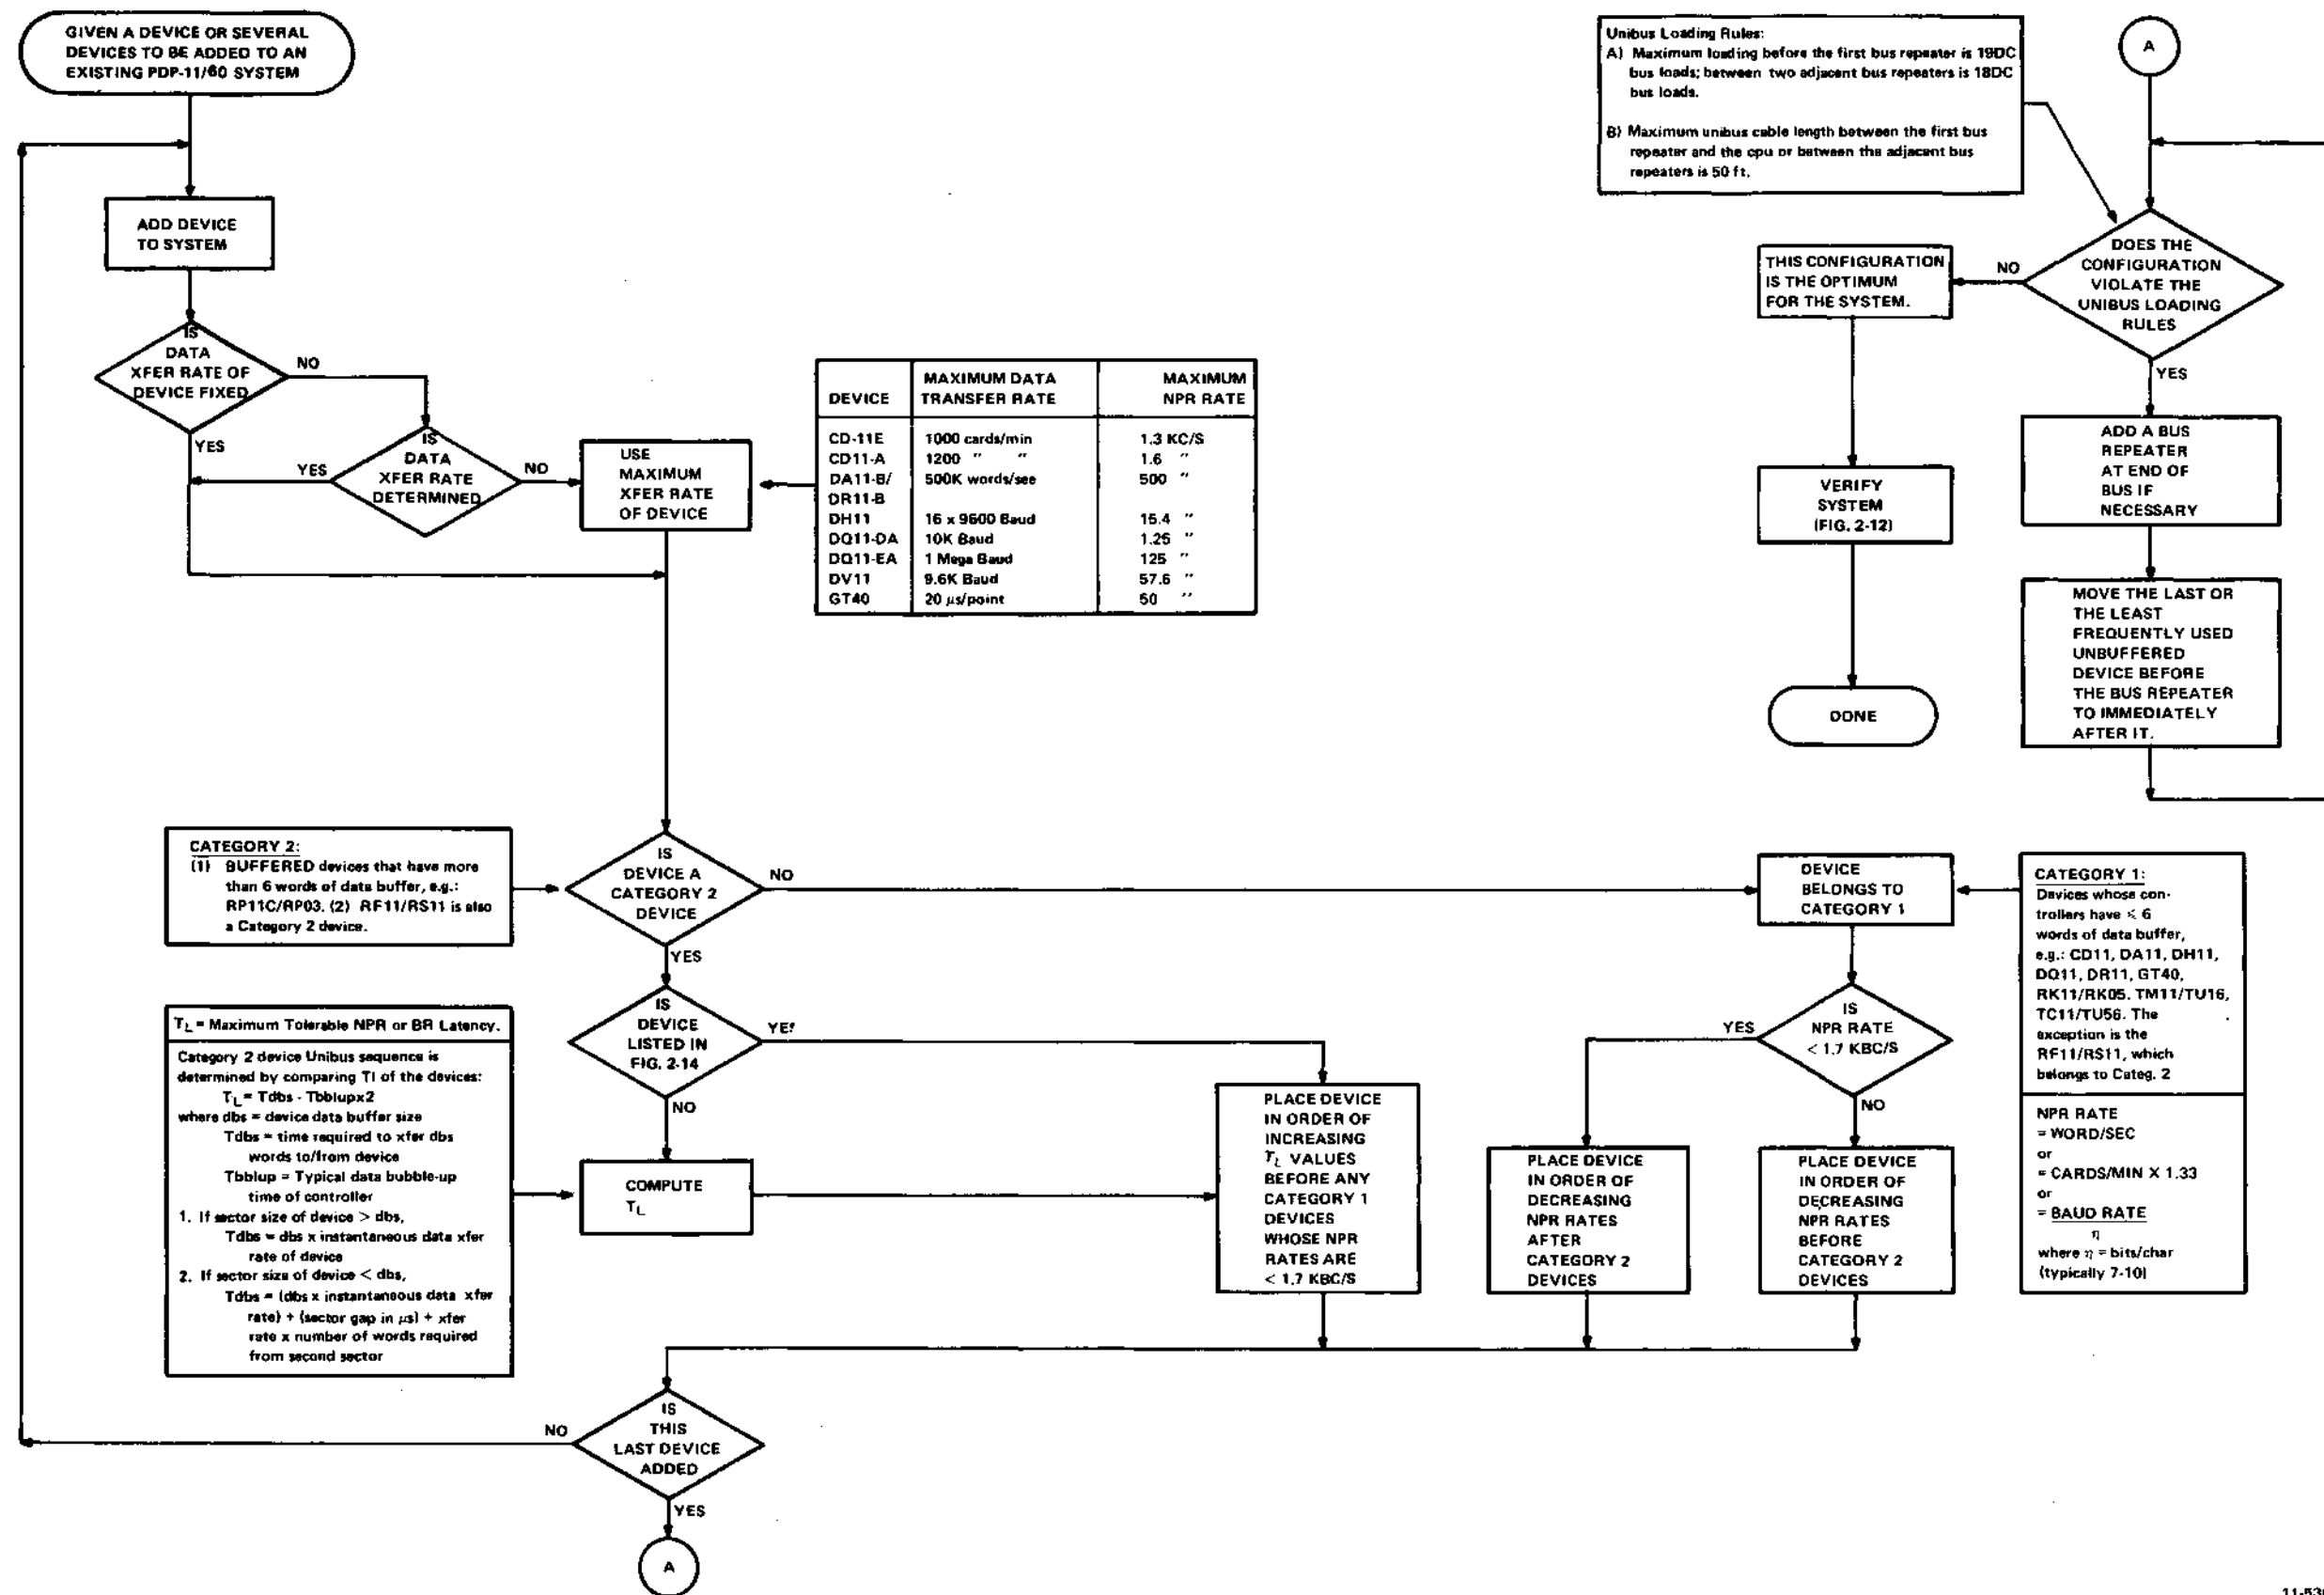 GIVEN A DEVICE OR SEVERAL
DEVICES TO BE ADDED TO AN
EXISTING PDP-11/60 SYSTEM
ADD DEVICE
TO SYSTEM
IS
DATA
XFER RATE OF
DEVICE FIXED
NO
YES
IS
DATA
XFER RATE
DETERMINED
YES
NO
USE
MAXIMUM
XFER RATE
OF DEVICE
DEVICE MAXIMUM DATA TRANSFER RATE MAXIMUM NPR RATE
CD-11E 1000 cards/min 1.3 KC/S
CD11-A 1200 " " 1.6 "
DA11-B/ 500K words/see 500 "
DR11-B
DH11 16 x 9600 Baud 15.4 "
DQ11-DA 10K Baud 1.25 "
DQ11-EA 1 Mega Baud 125 "
DV11 9.6K Baud 57.6 "
GT40 20 μs/point 50 "
Unibus Loading Rules:
A) Maximum loading before the first bus repeater is 19DC
bus loads; between two adjacent bus repeaters is 18DC
bus loads.
B) Maximum unibus cable length between the first bus
repeater and the cpu or between the adjacent bus
repeaters is 50 ft.
A
DOES THE
CONFIGURATION
VIOLATE THE
UNIBUS LOADING
RULES
NO
YES
THIS CONFIGURATION
IS THE OPTIMUM
FOR THE SYSTEM.
VERIFY
SYSTEM
(FIG. 2-12)
DONE
ADD A BUS
REPEATER
AT END OF
BUS IF
NECESSARY
MOVE THE LAST OR
THE LEAST
FREQUENTLY USED
UNBUFFERED
DEVICE BEFORE
THE BUS REPEATER
TO IMMEDIATELY
AFTER IT.
CATEGORY 2:
(1) BUFFERED devices that have more
than 6 words of data buffer, e.g.:
RP11C/RP03. (2) RF11/RS11 is also
a Category 2 device.
IS
DEVICE A
CATEGORY 2
DEVICE
NO
YES
DEVICE
BELONGS TO
CATEGORY 1
CATEGORY 1:
Devices whose con-
trollers have ≤ 6
words of data buffer,
e.g.: CD11, DA11, DH11,
DQ11, DR11, GT40,
RK11/RK05. TM11/TU16,
TC11/TU56. The
exception is the
RF11/RS11, which
belongs to Categ. 2
NPR RATE
= WORD/SEC
or
= CARDS/MIN X 1.33
or
= BAUD RATE
η
where η = bits/char
(typically 7-10)
IS
DEVICE
LISTED IN
FIG. 2-14
YES
NO
IS
NPR RATE
< 1.7 KBC/S
YES
NO
T_L = Maximum Tolerable NPR or BR Latency.
Category 2 device Unibus sequence is
determined by comparing Tl of the devices:
T_L = Tdbs - Tbblupx2
where dbs = device data buffer size
Tdbs = time required to xfer dbs
words to/from device
Tbblup = Typical data bubble-up
time of controller
1. If sector size of device > dbs,
Tdbs = dbs x instantaneous data xfer
rate of device
2. If sector size of device < dbs,
Tdbs = (dbs x instantaneous data xfer
rate) + (sector gap in μs) + xfer
rate x number of words required
from second sector
COMPUTE
T_L
PLACE DEVICE
IN ORDER OF
INCREASING
T_L VALUES
BEFORE ANY
CATEGORY 1
DEVICES
WHOSE NPR
RATES ARE
< 1.7 KBC/S
PLACE DEVICE
IN ORDER OF
DECREASING
NPR RATES
AFTER
CATEGORY 2
DEVICES
PLACE DEVICE
IN ORDER OF
DECREASING
NPR RATES
BEFORE
CATEGORY 2
DEVICES
IS
THIS
LAST DEVICE
ADDED
NO
YES
A